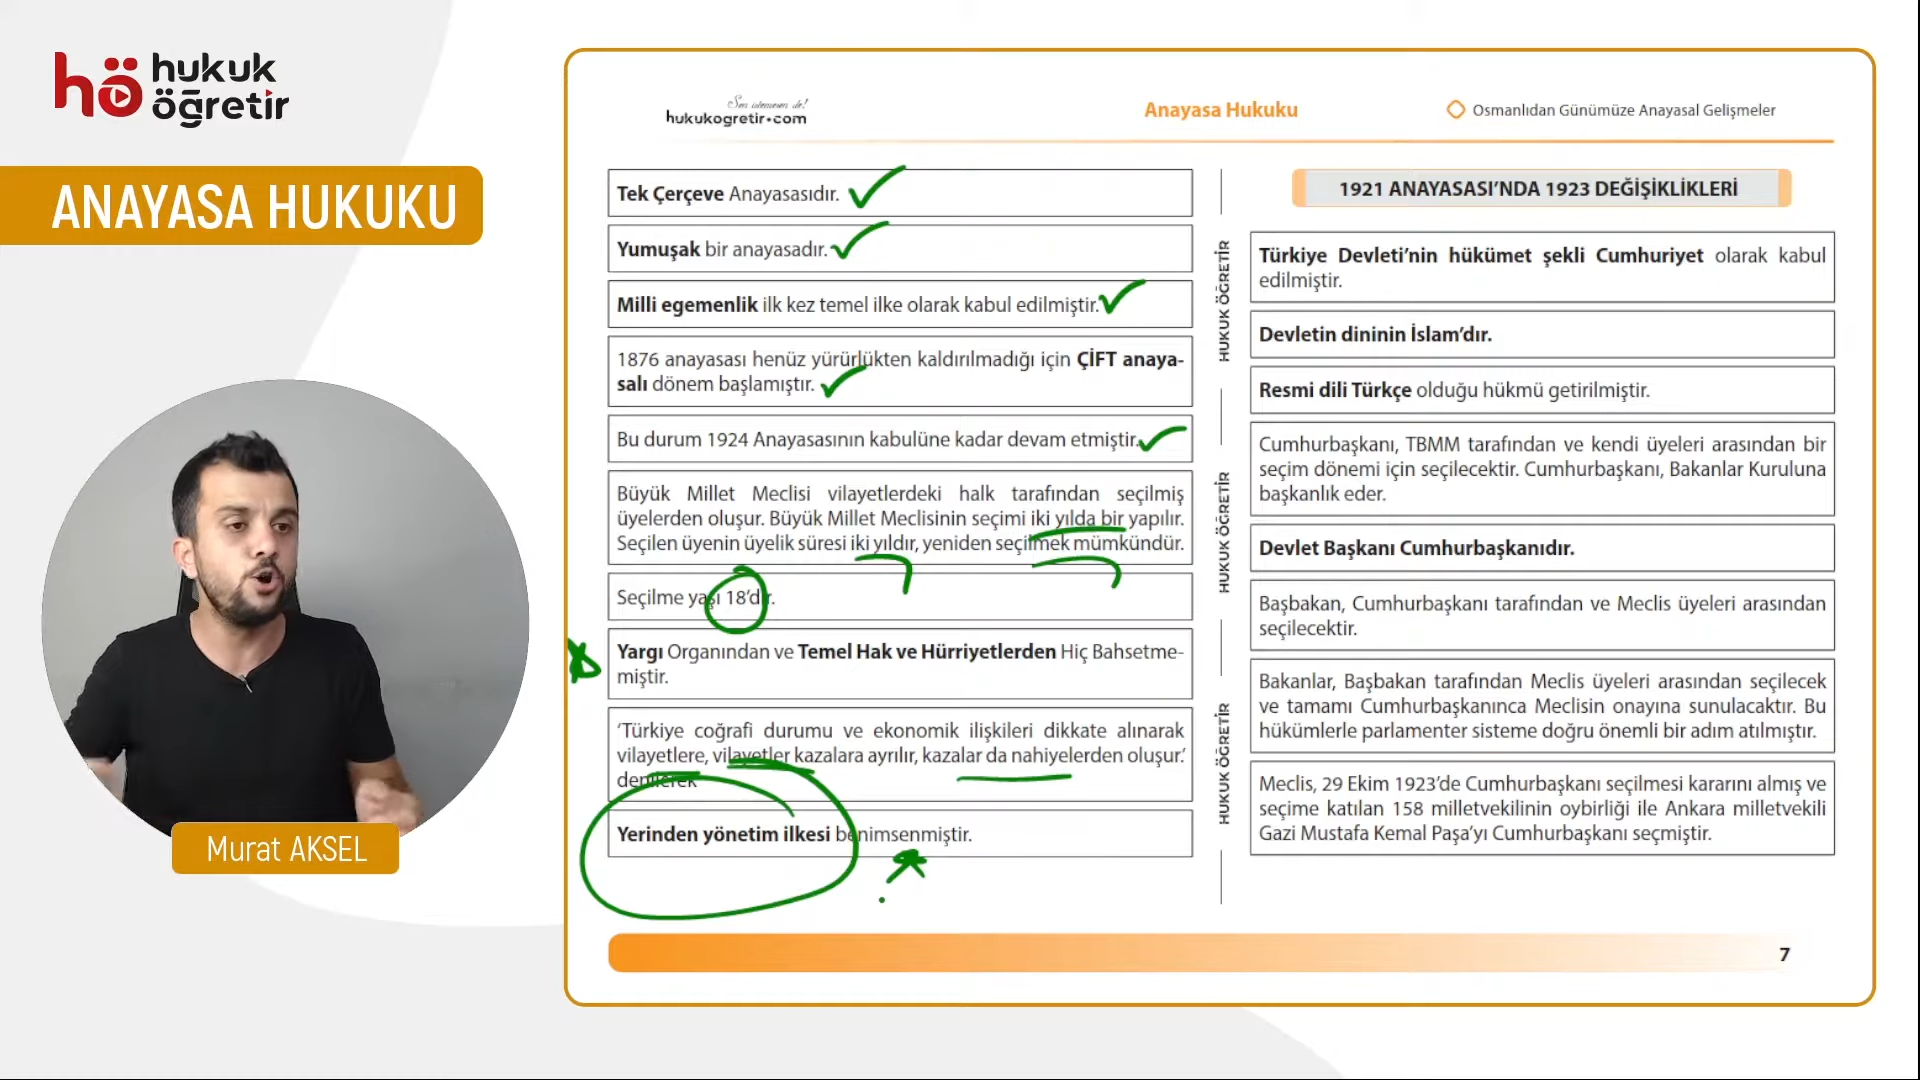 hö hukuk
öğretir
ANAYASA HUKUKU
Murat AKSEL
Sen istemesen de!
hukukogretir•com
Anayasa Hukuku
Osmanlıdan Günümüze Anayasal Gelişmeler
Tek Çerçeve Anayasasıdır.
Yumuşak bir anayasadır.
Milli egemenlik ilk kez temel ilke olarak kabul edilmiştir.
1876 anayasası henüz yürürlükten kaldırılmadığı için ÇİFT anaya-
salı dönem başlamıştır.
Bu durum 1924 Anayasasının kabulüne kadar devam etmiştir.
Büyük Millet Meclisi vilayetlerdeki halk tarafından seçilmiş
üyelerden oluşur. Büyük Millet Meclisinin seçimi iki yılda bir yapılır.
Seçilen üyenin üyelik süresi iki yıldır, yeniden seçilmek mümkündür.
Seçilme yaşı 18’dir.
Yargı Organından ve Temel Hak ve Hürriyetlerden Hiç Bahsetme-
miştir.
‘Türkiye coğrafi durumu ve ekonomik ilişkileri dikkate alınarak
vilayetlere, vilayetler kazalara ayrılır, kazalar da nahiyelerden oluşur.’
denilerek
Yerinden yönetim ilkesi benimsenmiştir.
HUKUK ÖĞRETİR
HUKUK ÖĞRETİR
HUKUK ÖĞRETİR
1921 ANAYASASI’NDA 1923 DEĞİŞİKLİKLERİ
Türkiye Devleti’nin hükümet şekli Cumhuriyet olarak kabul
edilmiştir.
Devletin dininin İslam’dır.
Resmi dili Türkçe olduğu hükmü getirilmiştir.
Cumhurbaşkanı, TBMM tarafından ve kendi üyeleri arasından bir
seçim dönemi için seçilecektir. Cumhurbaşkanı, Bakanlar Kuruluna
başkanlık eder.
Devlet Başkanı Cumhurbaşkanıdır.
Başbakan, Cumhurbaşkanı tarafından ve Meclis üyeleri arasından
seçilecektir.
Bakanlar, Başbakan tarafından Meclis üyeleri arasından seçilecek
ve tamamı Cumhurbaşkanınca Meclisin onayına sunulacaktır. Bu
hükümlerle parlamenter sisteme doğru önemli bir adım atılmıştır.
Meclis, 29 Ekim 1923’de Cumhurbaşkanı seçilmesi kararını almış ve
seçime katılan 158 milletvekilinin oybirliği ile Ankara milletvekili
Gazi Mustafa Kemal Paşa’yı Cumhurbaşkanı seçmiştir.
7